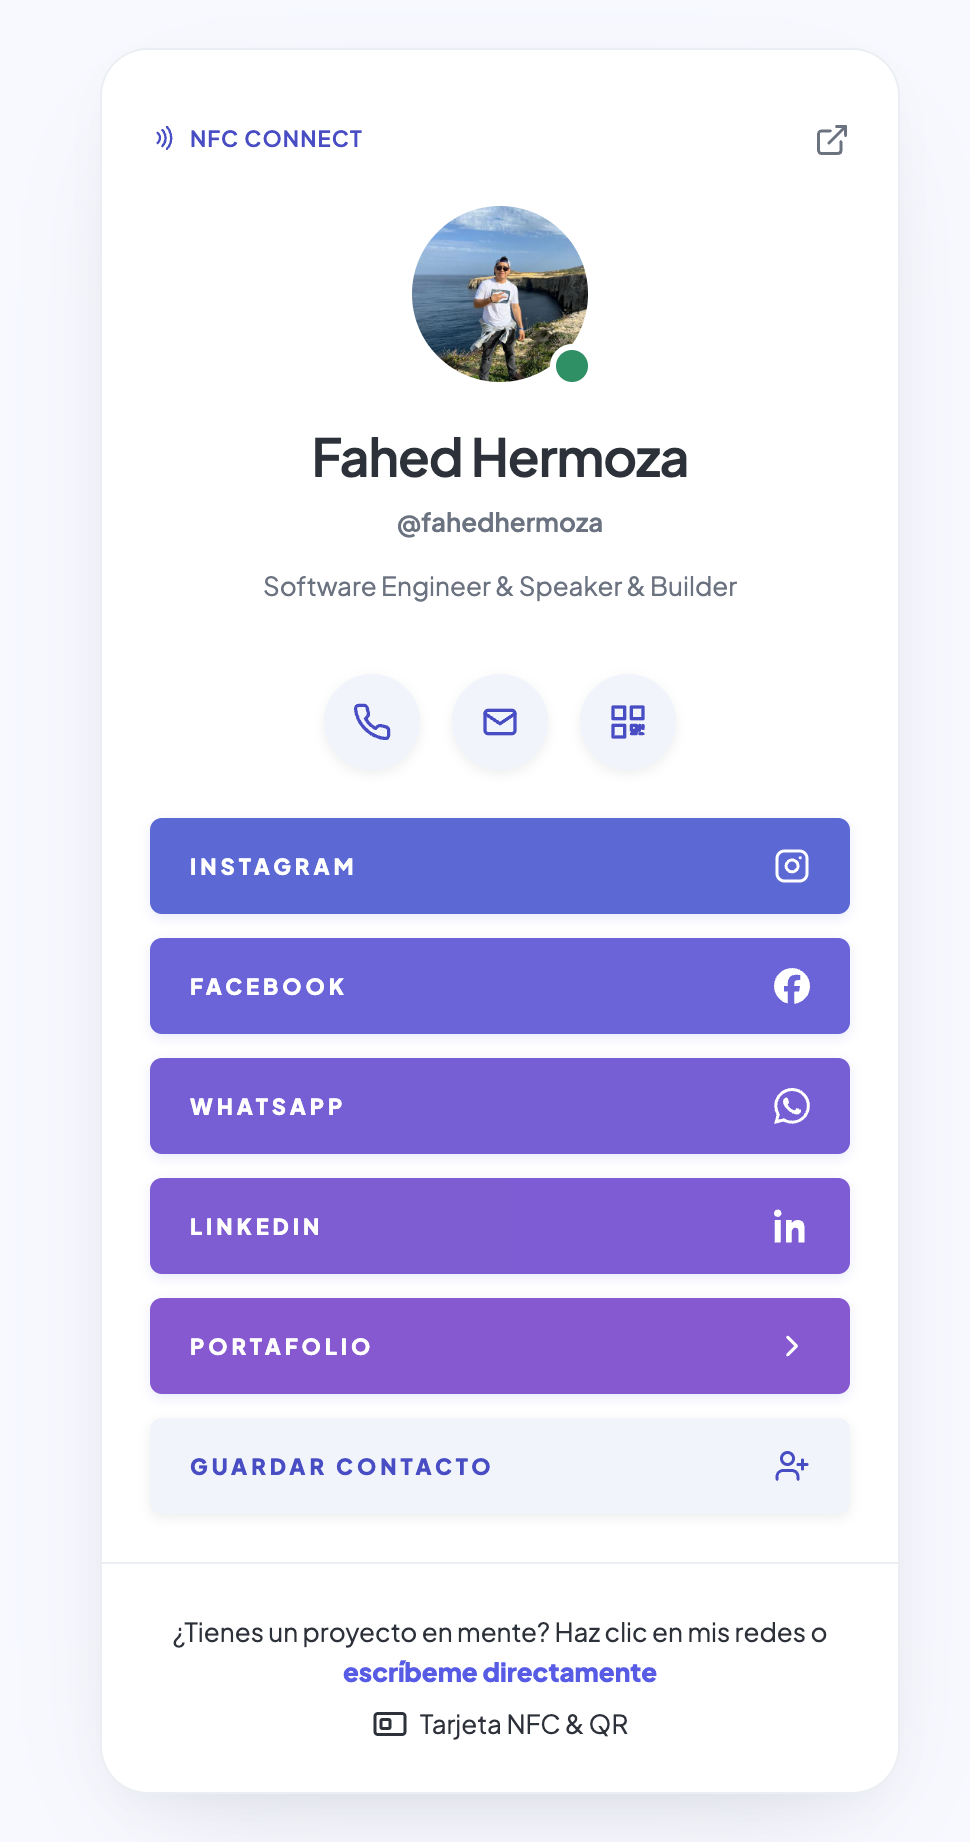 NFC CONNECT
Fahed Hermoza
@fahedhermoza
Software Engineer & Speaker & Builder
INSTAGRAM
FACEBOOK
WHATSAPP
LINKEDIN
PORTAFOLIO
GUARDAR CONTACTO
¿Tienes un proyecto en mente? Haz clic en mis redes o
escríbeme directamente
Tarjeta NFC & QR